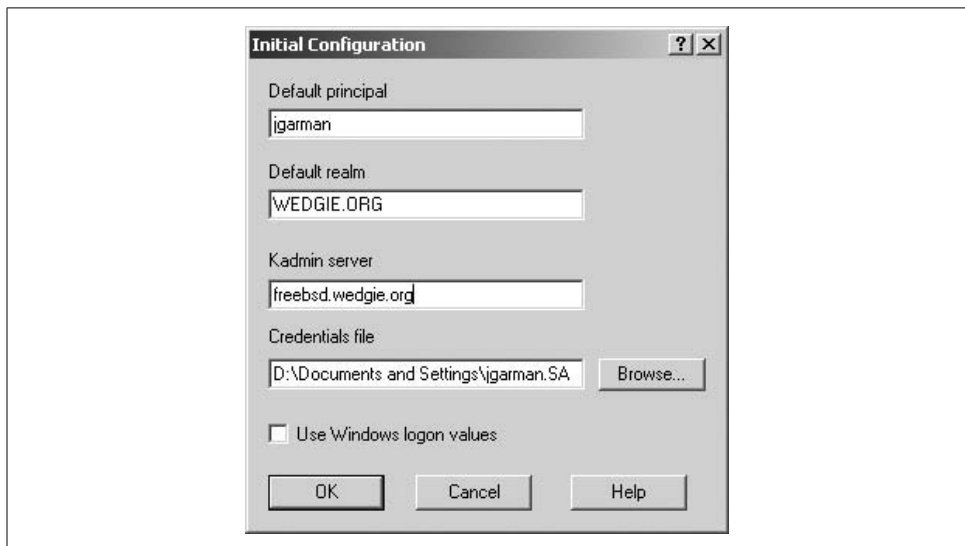 Initial Configuration
Default principal
jgarman
Default realm
WEDGIE.ORG
Kadmin server
freebsd.wedgie.org
Credentials file
D:\Documents and Settings\jgarman.SA
Browse...
Use Windows logon values
OK
Cancel
Help